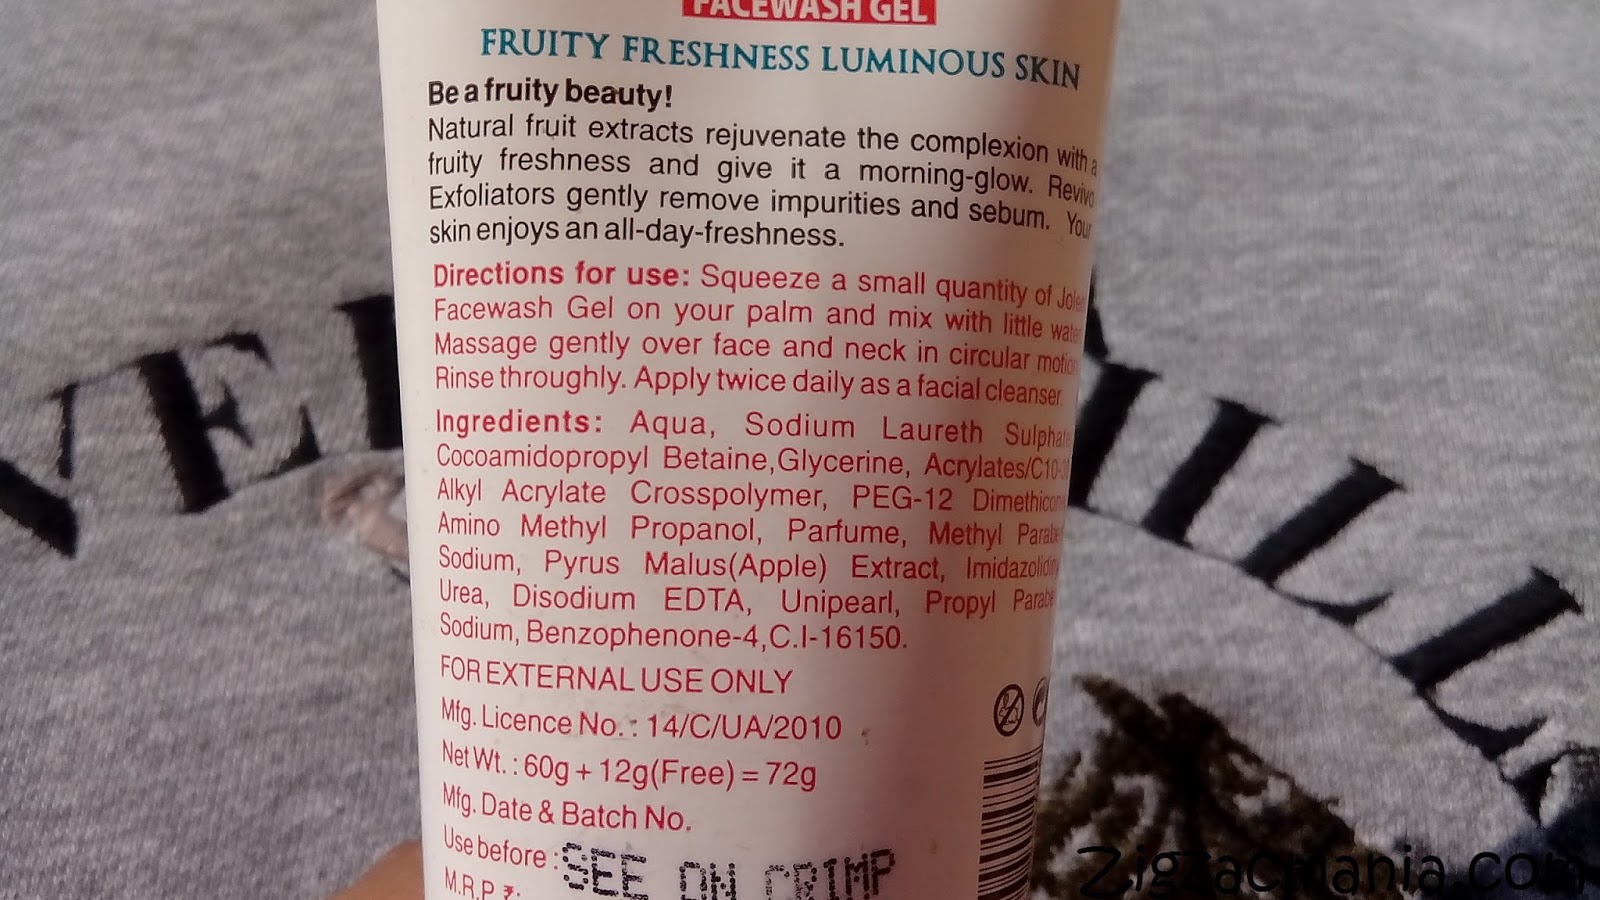 FACEWASH GEL
FRUITY FRESHNESS LUMINOUS SKIN
Be a fruity beauty!
Natural fruit extracts rejuvenate the complexion with a
fruity freshness and give it a morning-glow. Revivo
Exfoliators gently remove impurities and sebum. Your
skin enjoys an all-day-freshness.
Directions for use: Squeeze a small quantity of
Facewash Gel on your palm and mix with little
Massage gently over face and neck in circular
Rinse throughly. Apply twice daily as a facial cleanser.
Ingredients: Aqua, Sodium Laureth
Cocoamidopropyl Betaine,Glycerine,
Alkyl Acrylate Crosspolymer, PEG-12
Amino Methyl Propanol, Parfume, Methyl
Sodium, Pyrus Malus(Apple) Extract,
Urea, Disodium EDTA, Unipearl, Propyl
Sodium, Benzophenone-4,C.I-16150.
FOR EXTERNAL USE ONLY
Mfg. Licence No. : 14/C/UA/2010
Net Wt. : 60g + 12g(Free) = 72g
Mfg. Date & Batch No.
Use before : SEE ON CRIMP
M.R.P ₹:
Zigzacmania.com